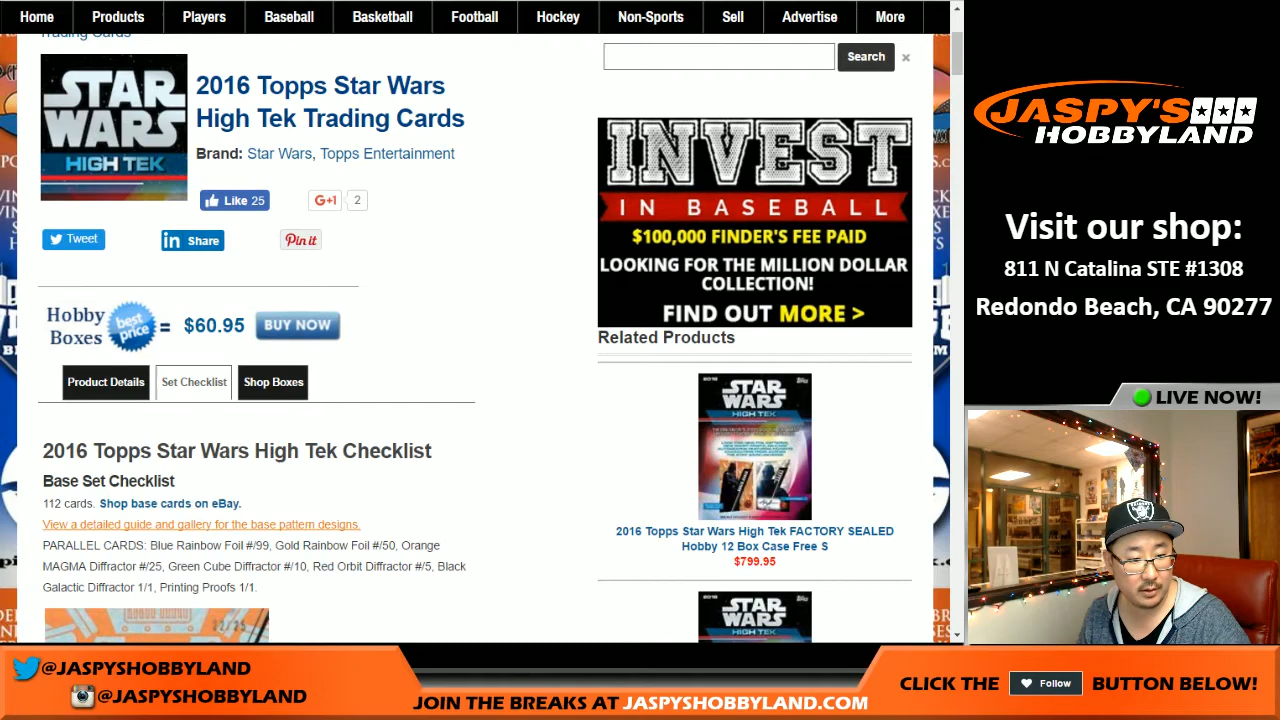 Home Products Players Baseball Basketball Football Hockey Non-Sports Sell Advertise More
Trading Cards
STAR
WARS
HIGH TEK
2016 Topps Star Wars
High Tek Trading Cards
Brand: Star Wars, Topps Entertainment
Like 25
G+1 2
Tweet
in Share
Pin it
Hobby
Boxes
best
price
= $60.95 BUY NOW
Product Details Set Checklist Shop Boxes
2016 Topps Star Wars High Tek Checklist
Base Set Checklist
112 cards. Shop base cards on eBay.
View a detailed guide and gallery for the base pattern designs.
PARALLEL CARDS: Blue Rainbow Foil #/99, Gold Rainbow Foil #/50, Orange
MAGMA Diffractor #/25, Green Cube Diffractor #/10, Red Orbit Diffractor #/5, Black
Galactic Diffractor 1/1, Printing Proofs 1/1.
Search ×
INVEST
IN BASEBALL
$100,000 FINDER'S FEE PAID
LOOKING FOR THE MILLION DOLLAR
COLLECTION!
FIND OUT MORE >
Related Products
STAR
WARS
HIGH TEK
2016 Topps Star Wars High Tek FACTORY SEALED
Hobby 12 Box Case Free S
$799.95
STAR
WARS
HIGH TEK
JASPY'S
HOBBYLAND
Visit our shop:
811 N Catalina STE #1308
Redondo Beach, CA 90277
LIVE NOW!
RAIDERS
@JASPYSHOBBYLAND
@JASPYSHOBBYLAND
JOIN THE BREAKS AT JASPYSHOBBYLAND.COM
CLICK THE Follow BUTTON BELOW!